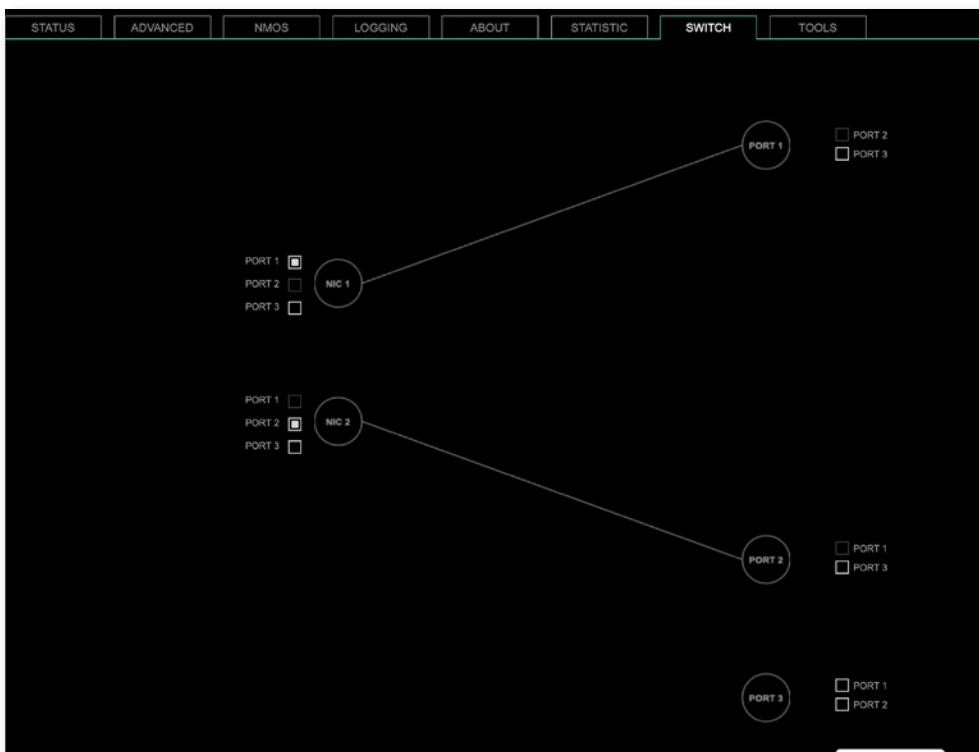 STATUS ADVANCED NMOS LOGGING ABOUT STATISTIC SWITCH TOOLS
PORT 1
PORT 2
PORT 3
PORT 1
PORT 2
PORT 3
NIC 1
PORT 1
PORT 2
PORT 3
NIC 2
PORT 2
PORT 1
PORT 3
PORT 3
PORT 1
PORT 2